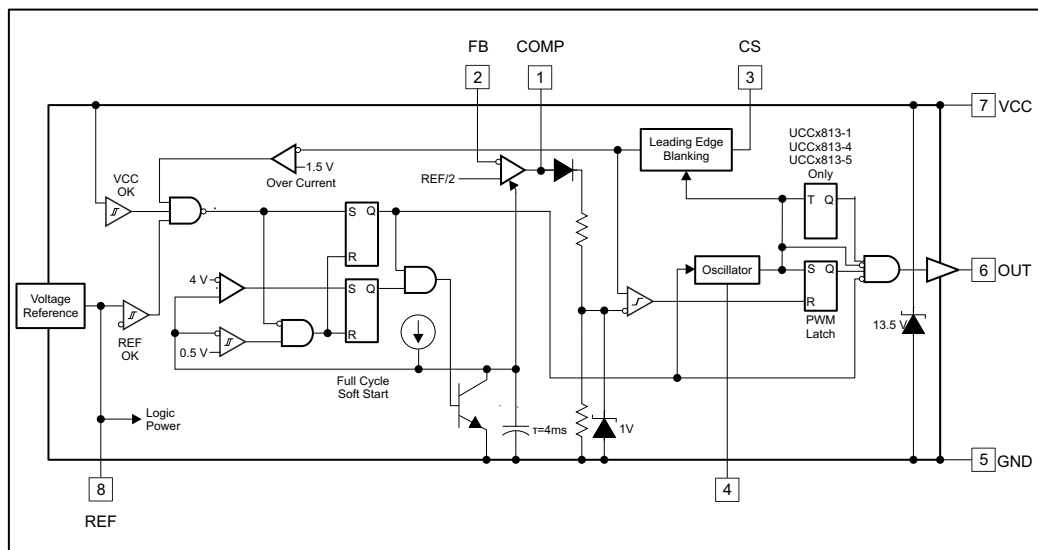 FB
COMP
CS
2
1
3
7
VCC
UCCx813-1
UCCx813-4
UCCx813-5
Only
Leading Edge
Blanking
1.5 V
Over Current
REF/2
VCC
OK
T Q
S Q
R
4 V
S Q
R
Oscillator
S Q
R
PWM
Latch
6
OUT
Voltage
Reference
REF
OK
0.5 V
13.5 V
Full Cycle
Soft Start
Logic
Power
τ=4ms
1V
5
GND
8
REF
4